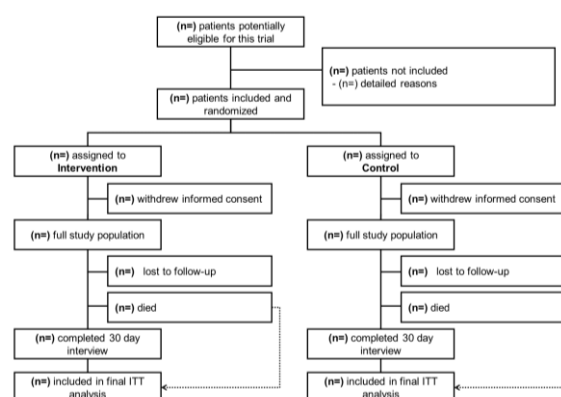 (n=) patients potentially
eligible for this trial
(n=) patients not included
- (n=) detailed reasons
(n=) patients included and
randomized
(n=) assigned to
Intervention
(n=) assigned to
Control
(n=) withdrew informed consent
(n=) withdrew informed consent
(n=) full study population
(n=) full study population
(n=) lost to follow-up
(n=) lost to follow-up
(n=) died
(n=) died
(n=) completed 30 day
interview
(n=) completed 30 day
interview
(n=) included in final ITT
analysis
(n=) included in final ITT
analysis